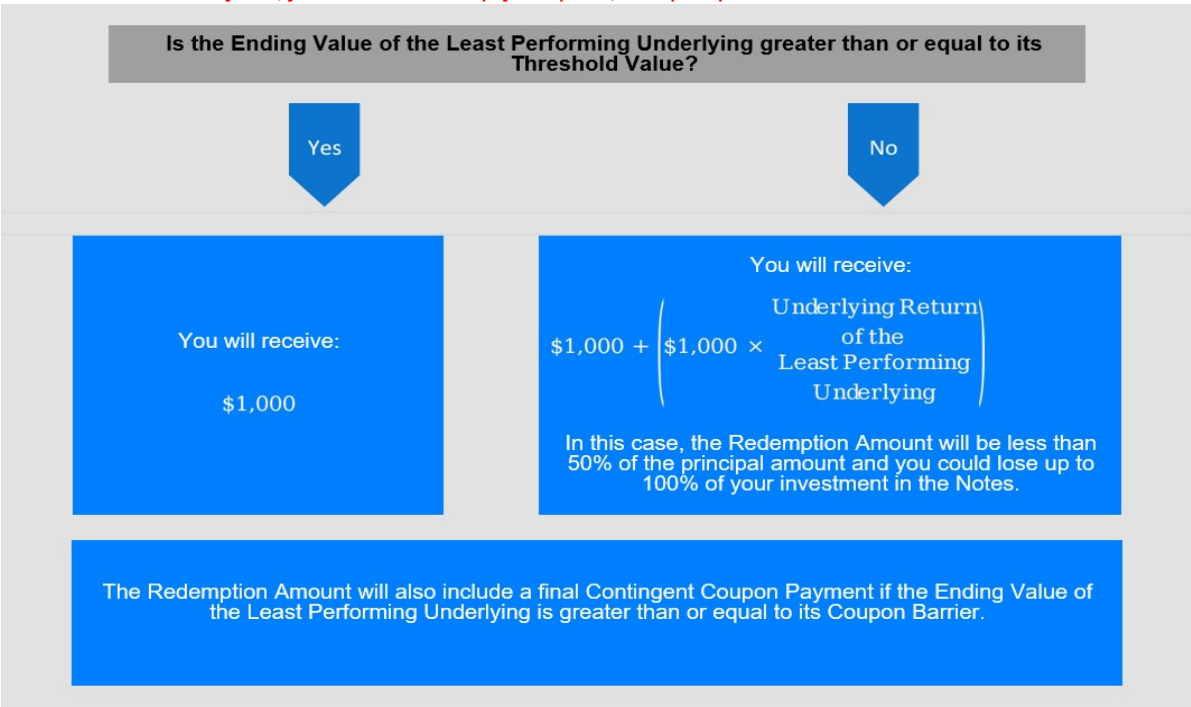 Is the Ending Value of the Least Performing Underlying greater than or equal to its
Threshold Value?
Yes
No
You will receive:
$1,000
You will receive:
$1,000 + ($1,000 × Underlying Return
of the
Least Performing
Underlying)
In this case, the Redemption Amount will be less than
50% of the principal amount and you could lose up to
100% of your investment in the Notes.
The Redemption Amount will also include a final Contingent Coupon Payment if the Ending Value of
the Least Performing Underlying is greater than or equal to its Coupon Barrier.